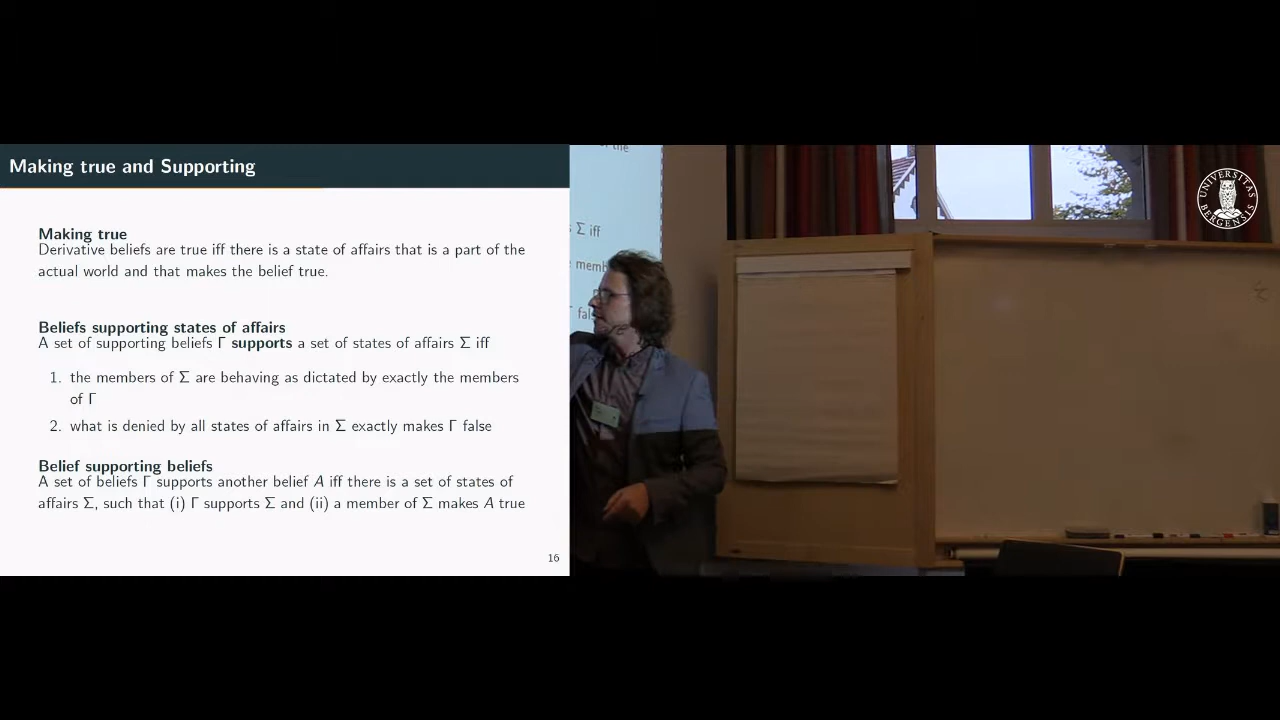 Making true and Supporting
Making true
Derivative beliefs are true iff there is a state of affairs that is a part of the
actual world and that makes the belief true.
Beliefs supporting states of affairs
A set of supporting beliefs Γ supports a set of states of affairs Σ iff
1. the members of Σ are behaving as dictated by exactly the members
of Γ
2. what is denied by all states of affairs in Σ exactly makes Γ false
Belief supporting beliefs
A set of beliefs Γ supports another belief A iff there is a set of states of
affairs Σ, such that (i) Γ supports Σ and (ii) a member of Σ makes A true
16
of the
Σ iff
UNIVERSITAS
BERGENSIS